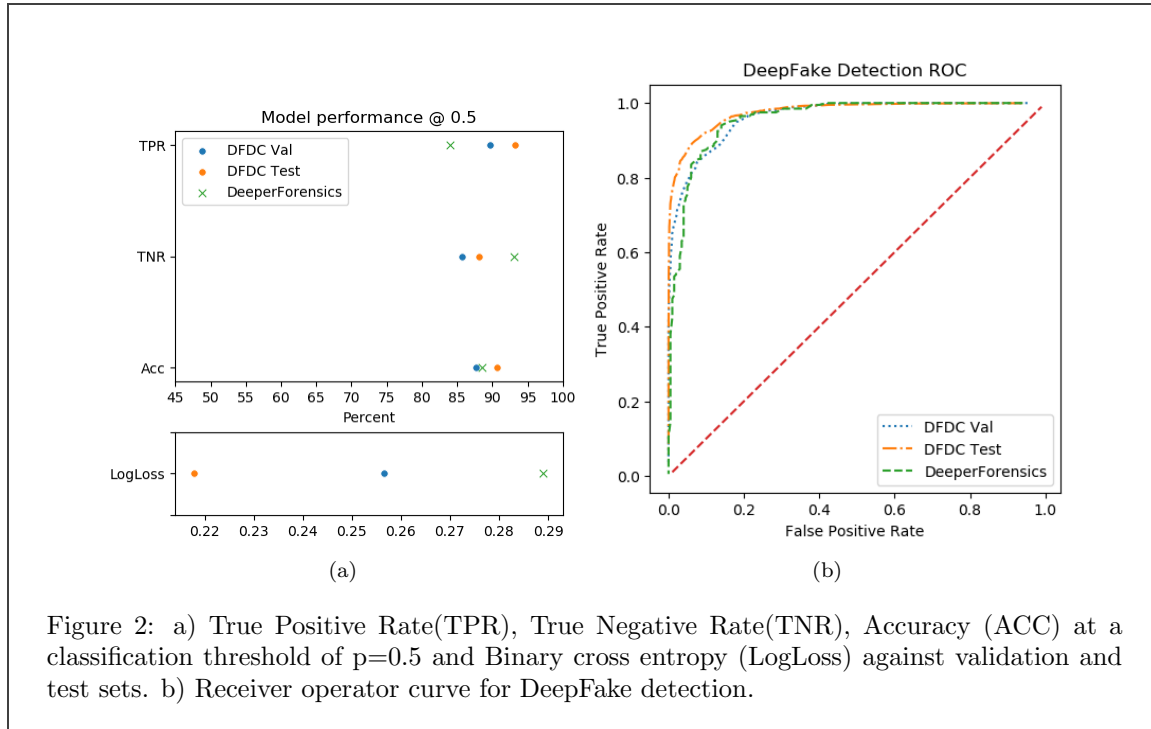 Model performance @ 0.5
TPR
TNR
Acc
DFDC Val
DFDC Test
DeeperForensics
45 50 55 60 65 70 75 80 85 90 95 100
Percent
LogLoss
0.22 0.23 0.24 0.25 0.26 0.27 0.28 0.29
(a)
DeepFake Detection ROC
1.0
0.8
0.6
0.4
0.2
0.0
True Positive Rate
DFDC Val
DFDC Test
DeeperForensics
0.0 0.2 0.4 0.6 0.8 1.0
False Positive Rate
(b)
Figure 2: a) True Positive Rate(TPR), True Negative Rate(TNR), Accuracy (ACC) at a
classification threshold of p=0.5 and Binary cross entropy (LogLoss) against validation and
test sets. b) Receiver operator curve for DeepFake detection.